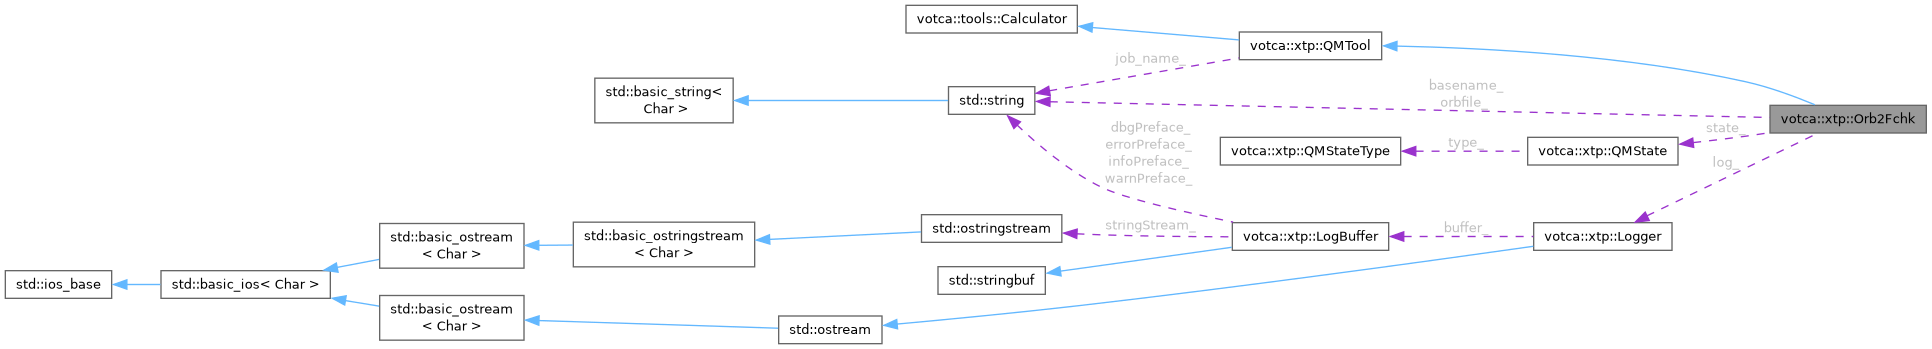 votca::tools::Calculator
votca::xtp::QMTool
job_name_
std::basic_string<
Char >
std::string
basename_
orbfile_
votca::xtp::Orb2Fchk
dbgPreface_
errorPreface_
infoPreface_
warnPreface_
votca::xtp::QMStateType
type_
votca::xtp::QMState
state_
log_
std::basic_ostream
< Char >
std::basic_ostringstream
< Char >
std::ostringstream
stringStream_
votca::xtp::LogBuffer
buffer_
votca::xtp::Logger
std::ios_base
std::basic_ios< Char >
std::stringbuf
std::basic_ostream
< Char >
std::ostream